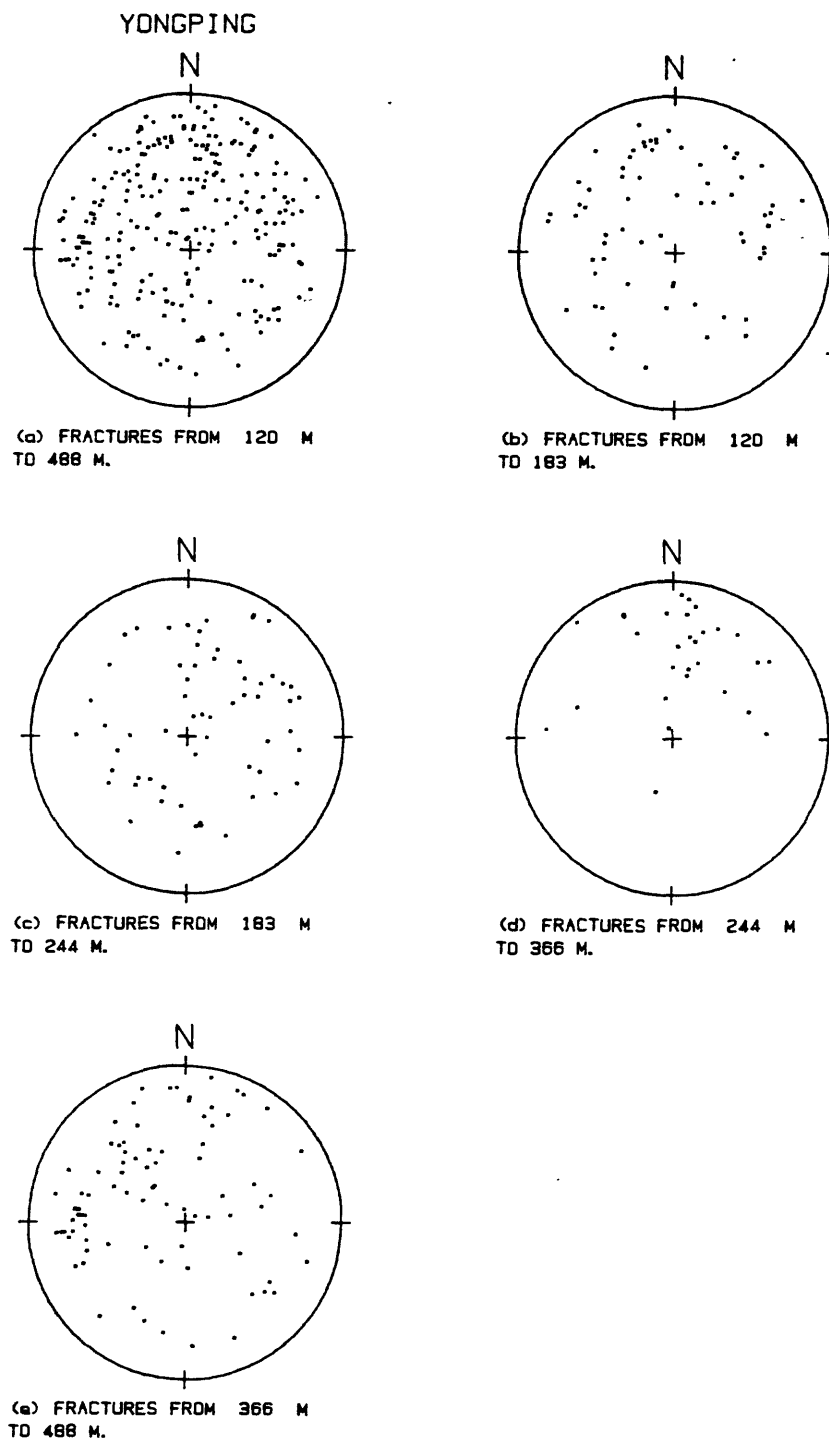 YONGPING
N
N
(a) FRACTURES FROM 120 M
TO 488 M.
(b) FRACTURES FROM 120 M
TO 183 M.
N
N
(c) FRACTURES FROM 183 M
TO 244 M.
(d) FRACTURES FROM 244 M
TO 366 M.
N
(e) FRACTURES FROM 366 M
TO 488 M.